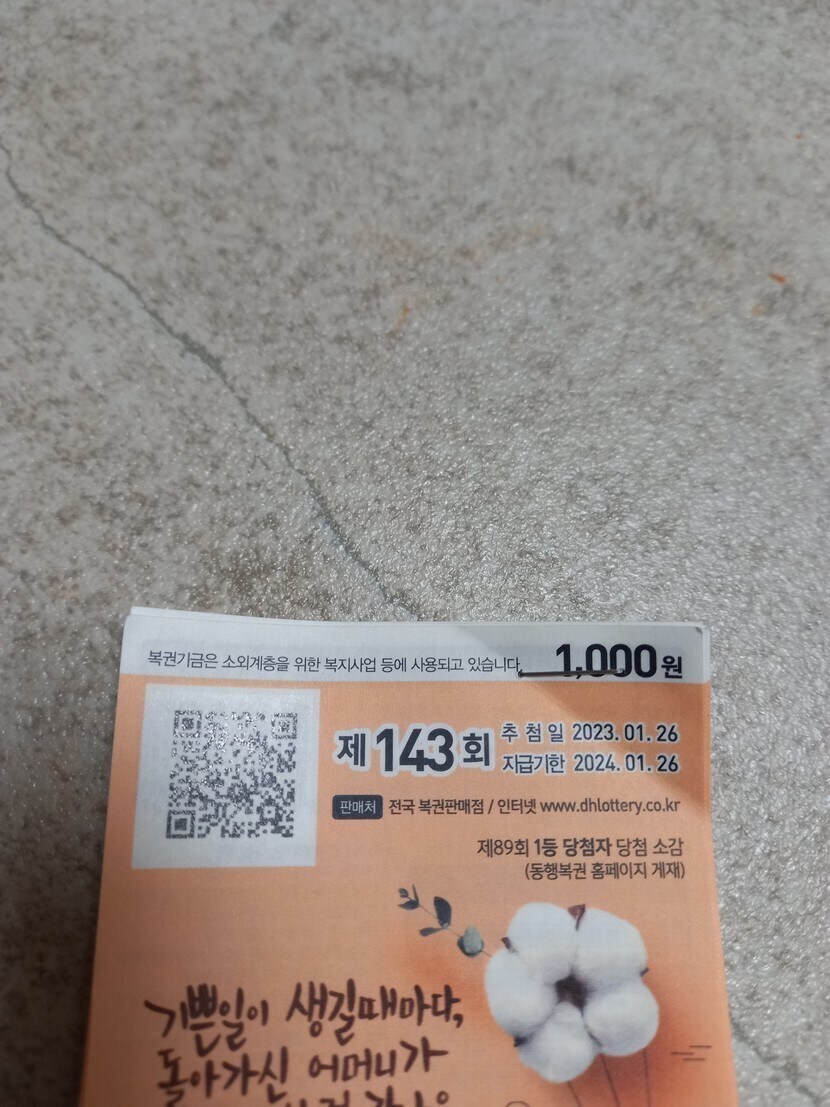 복권기금은 소외계층을 위한 복지사업 등에 사용되고 있습니다.
1,000원
제143회
추 첨 일 2023. 01. 26
지급기한 2024. 01. 26
판매처 전국 복권판매점 / 인터넷 www.dhlottery.co.kr
제89회 1등 당첨자 당첨 소감
(동행복권 홈페이지 게재)
기쁜일이 생길때마다,
돌아가신 어머니가